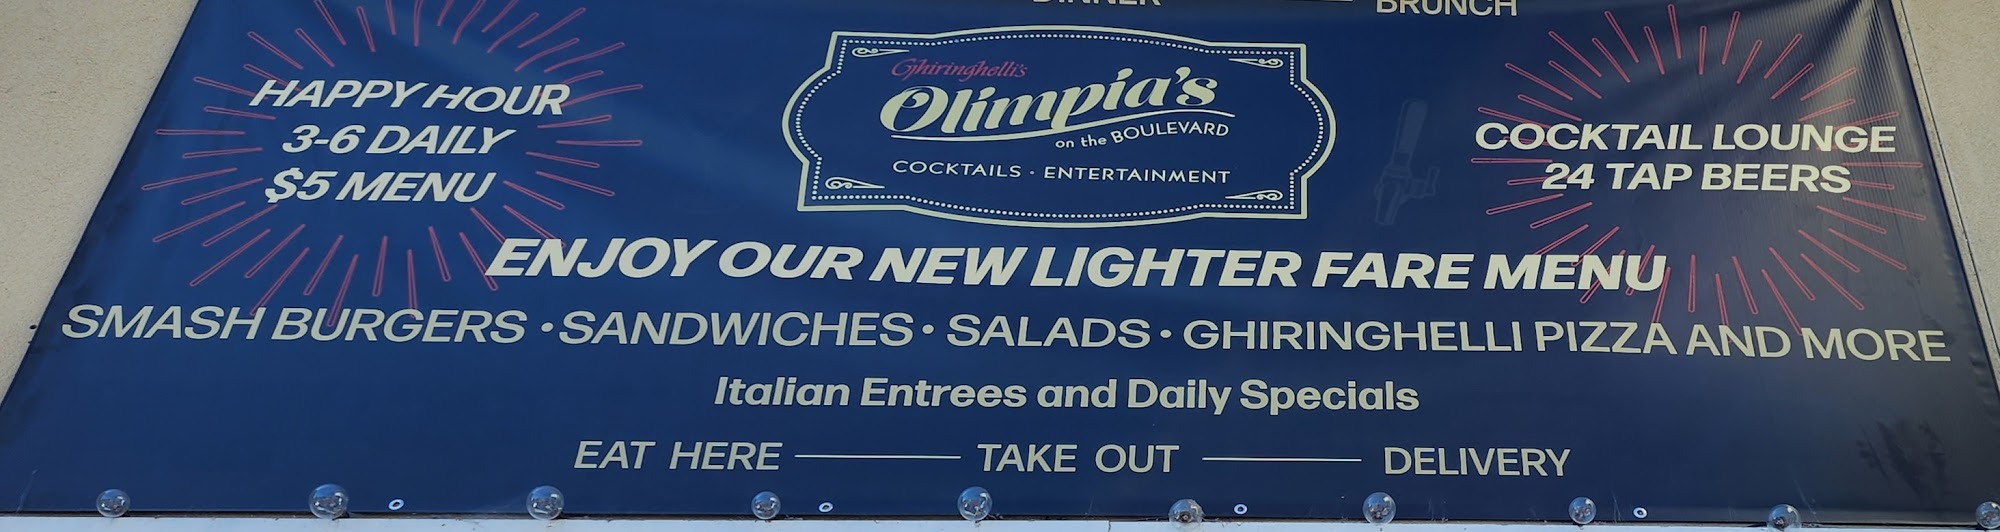 DINNER BRUNCH
HAPPY HOUR
3-6 DAILY
$5 MENU
Ghiringhelli's
Olimpia's
on the BOULEVARD
COCKTAILS · ENTERTAINMENT
COCKTAIL LOUNGE
24 TAP BEERS
ENJOY OUR NEW LIGHTER FARE MENU
SMASH BURGERS • SANDWICHES • SALADS • GHIRINGHELLI PIZZA AND MORE
Italian Entrees and Daily Specials
EAT HERE — TAKE OUT — DELIVERY